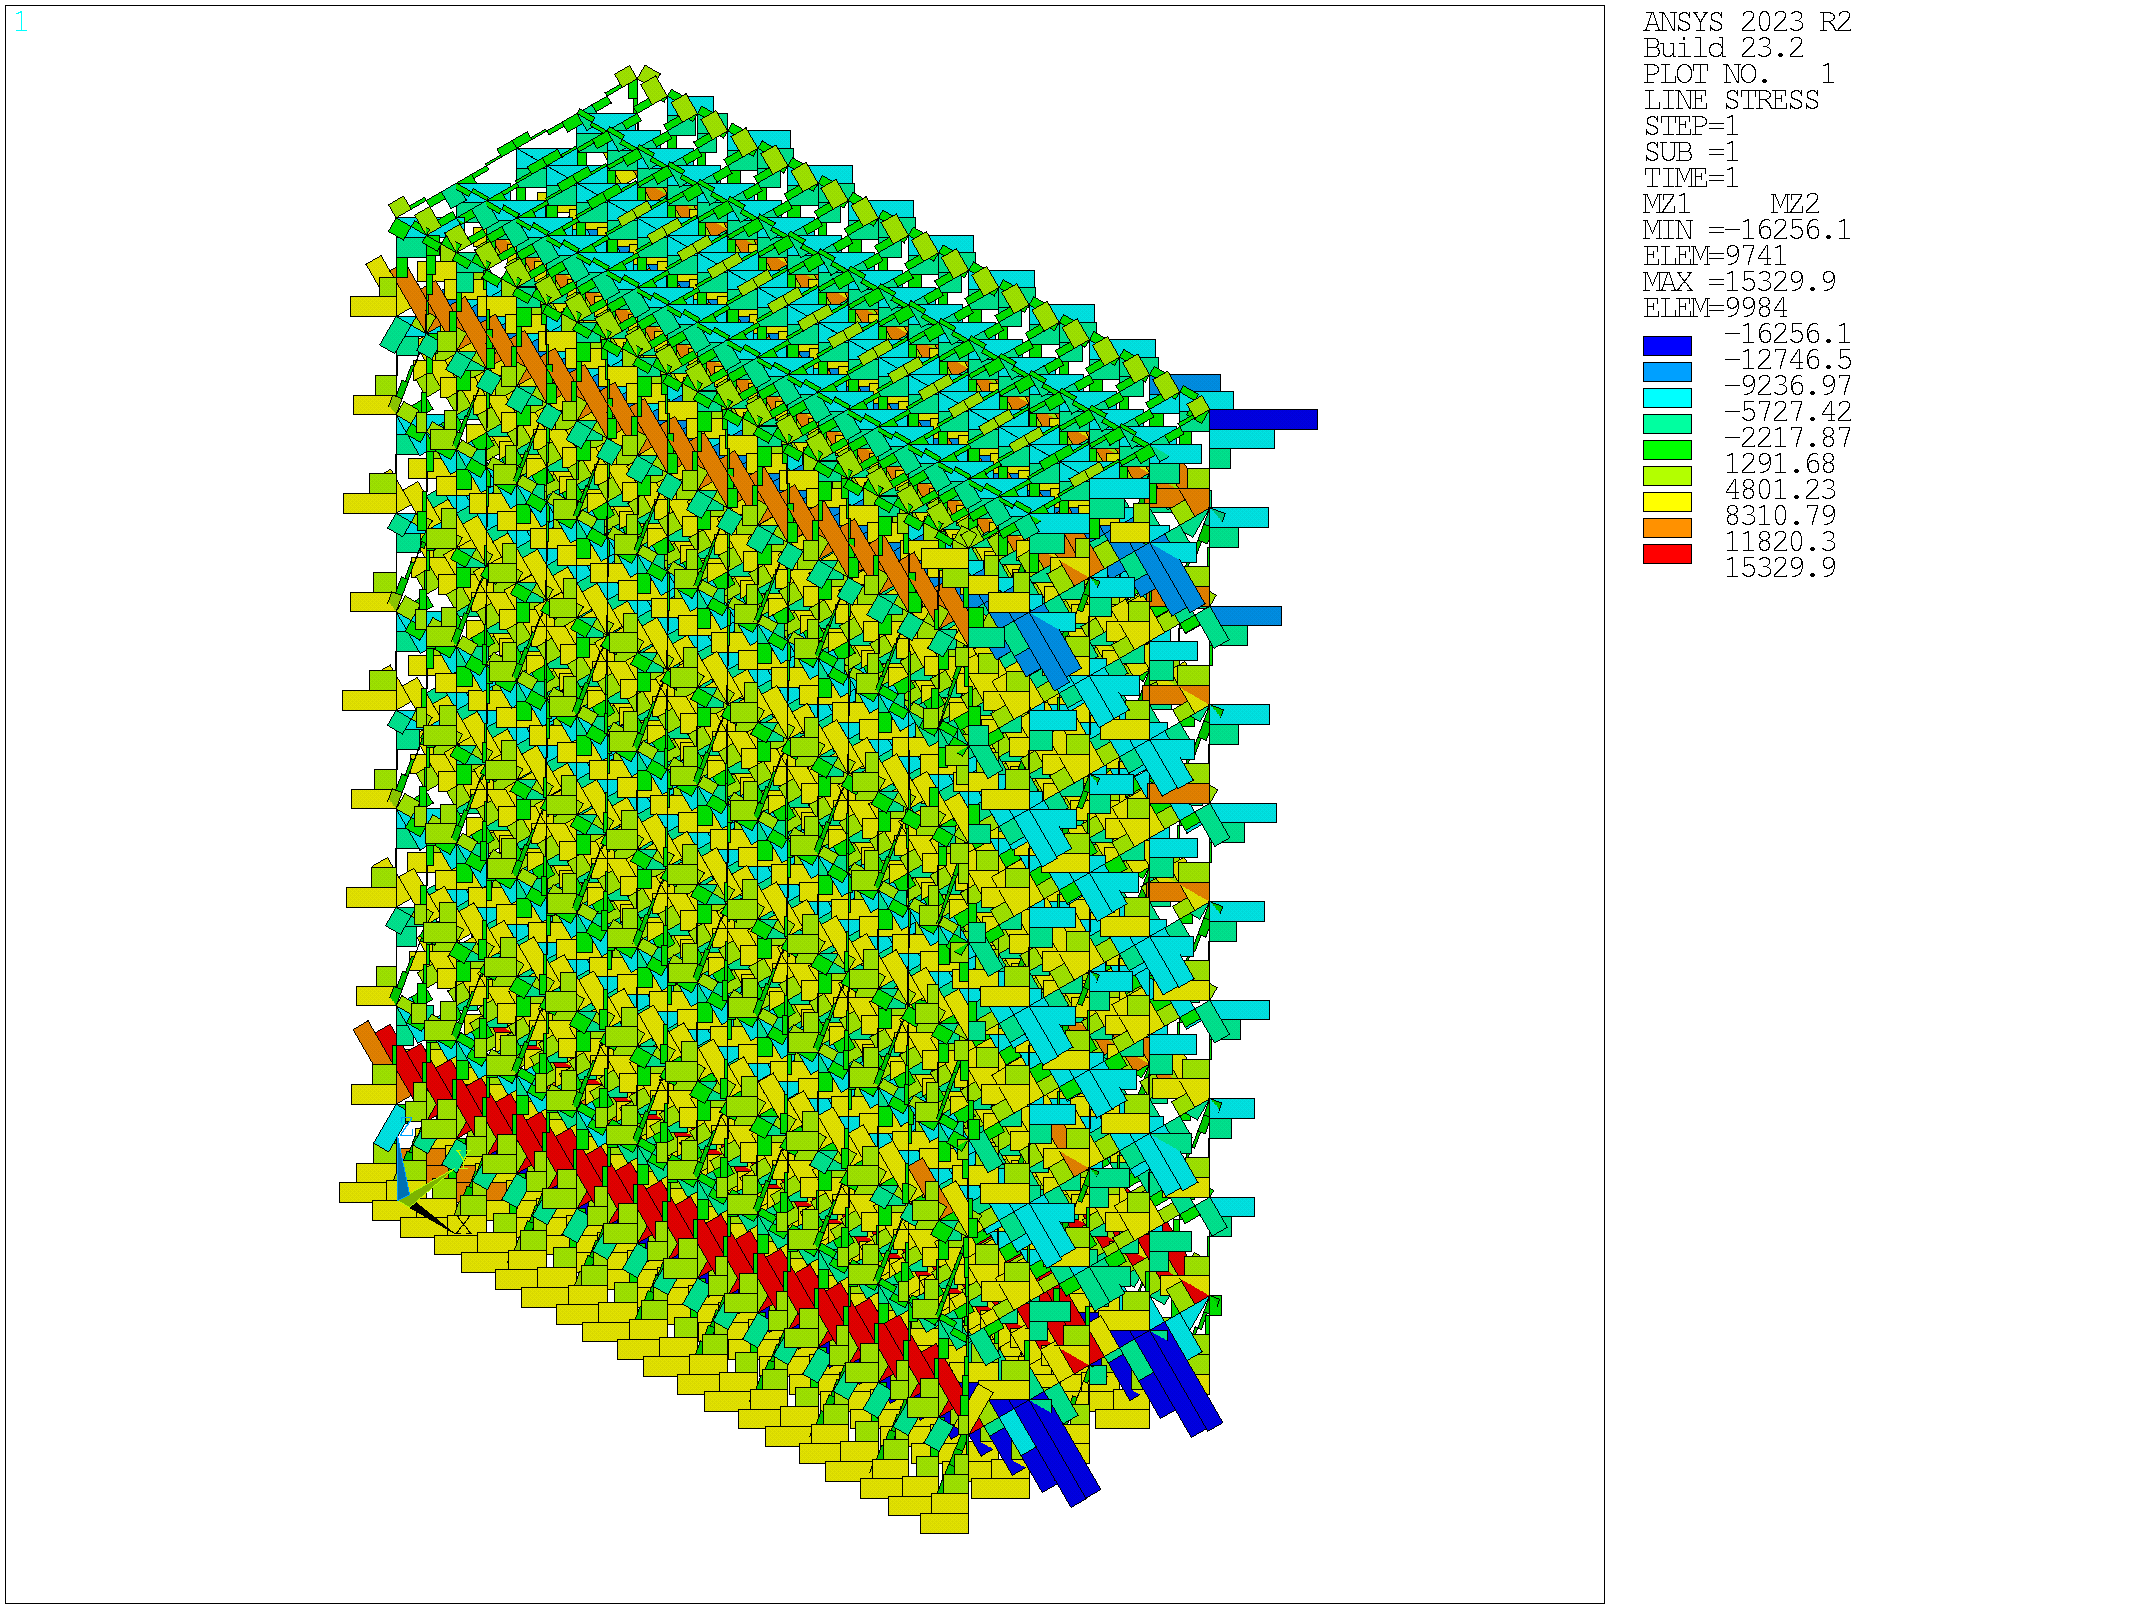 1
ANSYS 2023 R2
Build 23.2
PLOT NO. 1
LINE STRESS
STEP=1
SUB =1
TIME=1
MZ1 MZ2
MIN =-16256.1
ELEM=9741
MAX =15329.9
ELEM=9984
-16256.1
-12746.5
-9236.97
-5727.42
-2217.87
1291.68
4801.23
8310.79
11820.3
15329.9
Z
Y
X